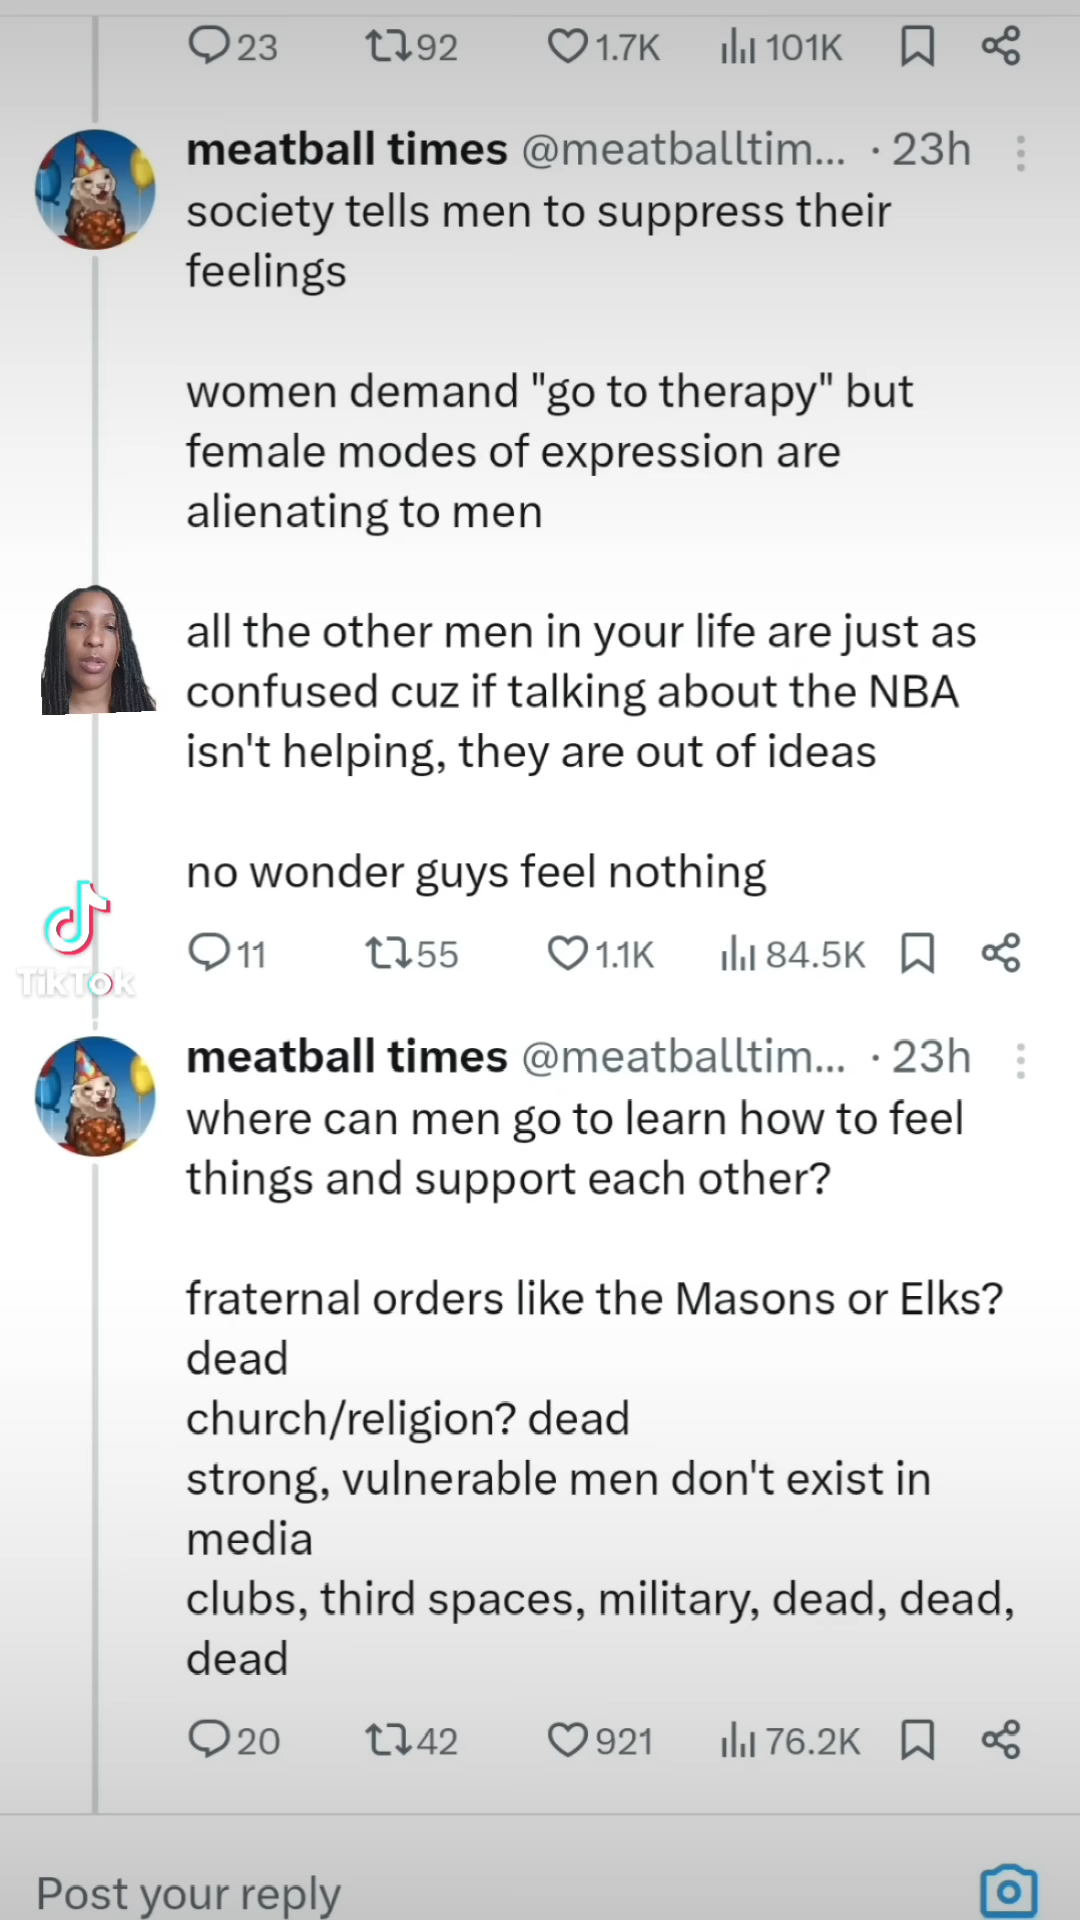 23 92 1.7K 101K
meatball times @meatballtim... · 23h
society tells men to suppress their
feelings
women demand "go to therapy" but
female modes of expression are
alienating to men
all the other men in your life are just as
confused cuz if talking about the NBA
isn't helping, they are out of ideas
no wonder guys feel nothing
11 55 1.1K 84.5K
TikTok
meatball times @meatballtim... · 23h
where can men go to learn how to feel
things and support each other?
fraternal orders like the Masons or Elks?
dead
church/religion? dead
strong, vulnerable men don't exist in
media
clubs, third spaces, military, dead, dead,
dead
20 42 921 76.2K
Post your reply